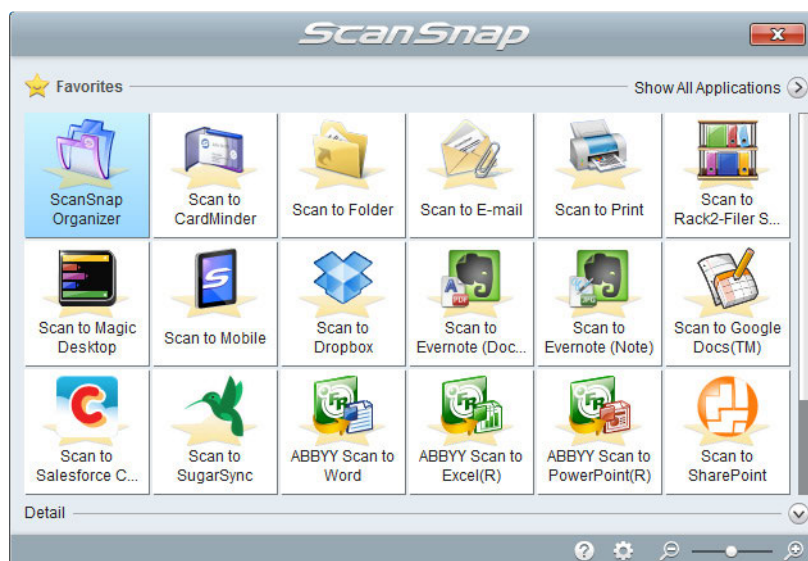 ScanSnap
Favorites
Show All Applications
ScanSnap
Organizer
Scan to
CardMinder
Scan to Folder
Scan to E-mail
Scan to Print
Scan to
Rack2-Filer S...
Scan to Magic
Desktop
Scan to Mobile
Scan to
Dropbox
Scan to
Evernote (Doc...
Scan to
Evernote (Note)
Scan to Google
Docs(TM)
Scan to
Salesforce C...
Scan to
SugarSync
ABBYY Scan to
Word
ABBYY Scan to
Excel(R)
ABBYY Scan to
PowerPoint(R)
Scan to
SharePoint
Detail